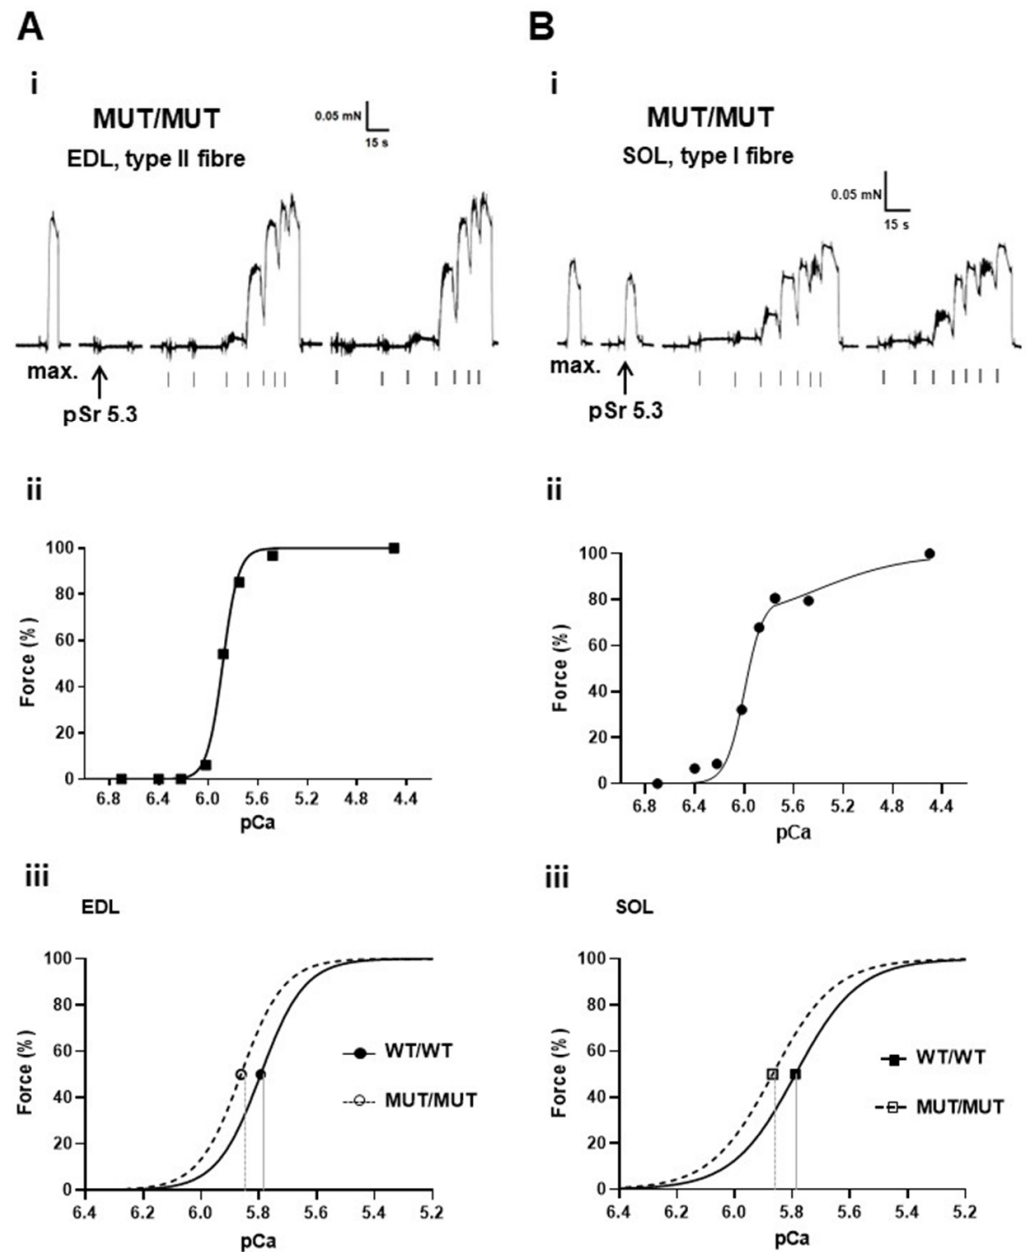 A
i
MUT/MUT
EDL, type II fibre
0.05 mN
15 s
max.
pSr 5.3
ii
Force (%)
100
80
60
40
20
0
6.8 6.4 6.0 5.6 5.2 4.8 4.4
pCa
iii
EDL
Force (%)
100
80
60
40
20
0
WT/WT
MUT/MUT
6.4 6.2 6.0 5.8 5.6 5.4 5.2
pCa
B
i
MUT/MUT
SOL, type I fibre
0.05 mN
15 s
max.
pSr 5.3
ii
Force (%)
100
80
60
40
20
0
6.8 6.4 6.0 5.6 5.2 4.8 4.4
pCa
iii
SOL
Force (%)
100
80
60
40
20
0
WT/WT
MUT/MUT
6.4 6.2 6.0 5.8 5.6 5.4 5.2
pCa